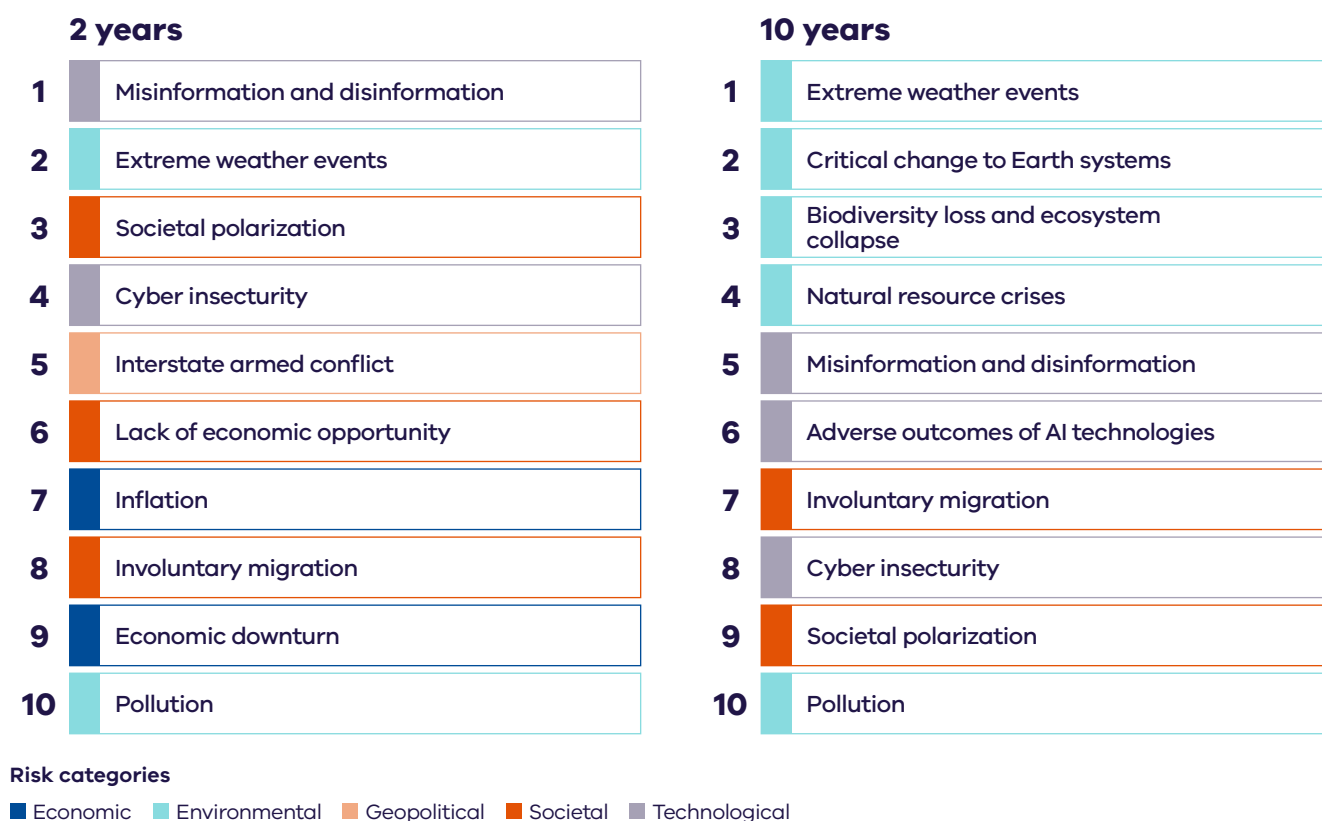 2 years
1 Misinformation and disinformation
2 Extreme weather events
3 Societal polarization
4 Cyber insecturity
5 Interstate armed conflict
6 Lack of economic opportunity
7 Inflation
8 Involuntary migration
9 Economic downturn
10 Pollution
10 years
1 Extreme weather events
2 Critical change to Earth systems
3 Biodiversity loss and ecosystem
collapse
4 Natural resource crises
5 Misinformation and disinformation
6 Adverse outcomes of AI technologies
7 Involuntary migration
8 Cyber insecturity
9 Societal polarization
10 Pollution
Risk categories
Economic Environmental Geopolitical Societal Technological